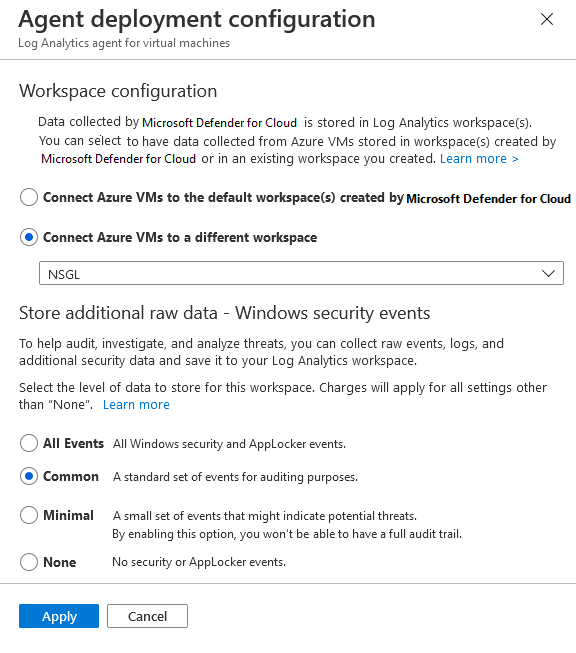 Agent deployment configuration
Log Analytics agent for virtual machines
Workspace configuration
Data collected by Microsoft Defender for Cloud is stored in Log Analytics workspace(s).
You can select to have data collected from Azure VMs stored in workspace(s) created by
Microsoft Defender for Cloud or in an existing workspace you created. Learn more >
Connect Azure VMs to the default workspace(s) created by Microsoft Defender for Cloud
Connect Azure VMs to a different workspace
NSGL
Store additional raw data - Windows security events
To help audit, investigate, and analyze threats, you can collect raw events, logs, and
additional security data and save it to your Log Analytics workspace.
Select the level of data to store for this workspace. Charges will apply for all settings other
than “None”. Learn more
All Events All Windows security and AppLocker events.
Common A standard set of events for auditing purposes.
Minimal A small set of events that might indicate potential threats.
By enabling this option, you won't be able to have a full audit trail.
None No security or AppLocker events.
Apply Cancel